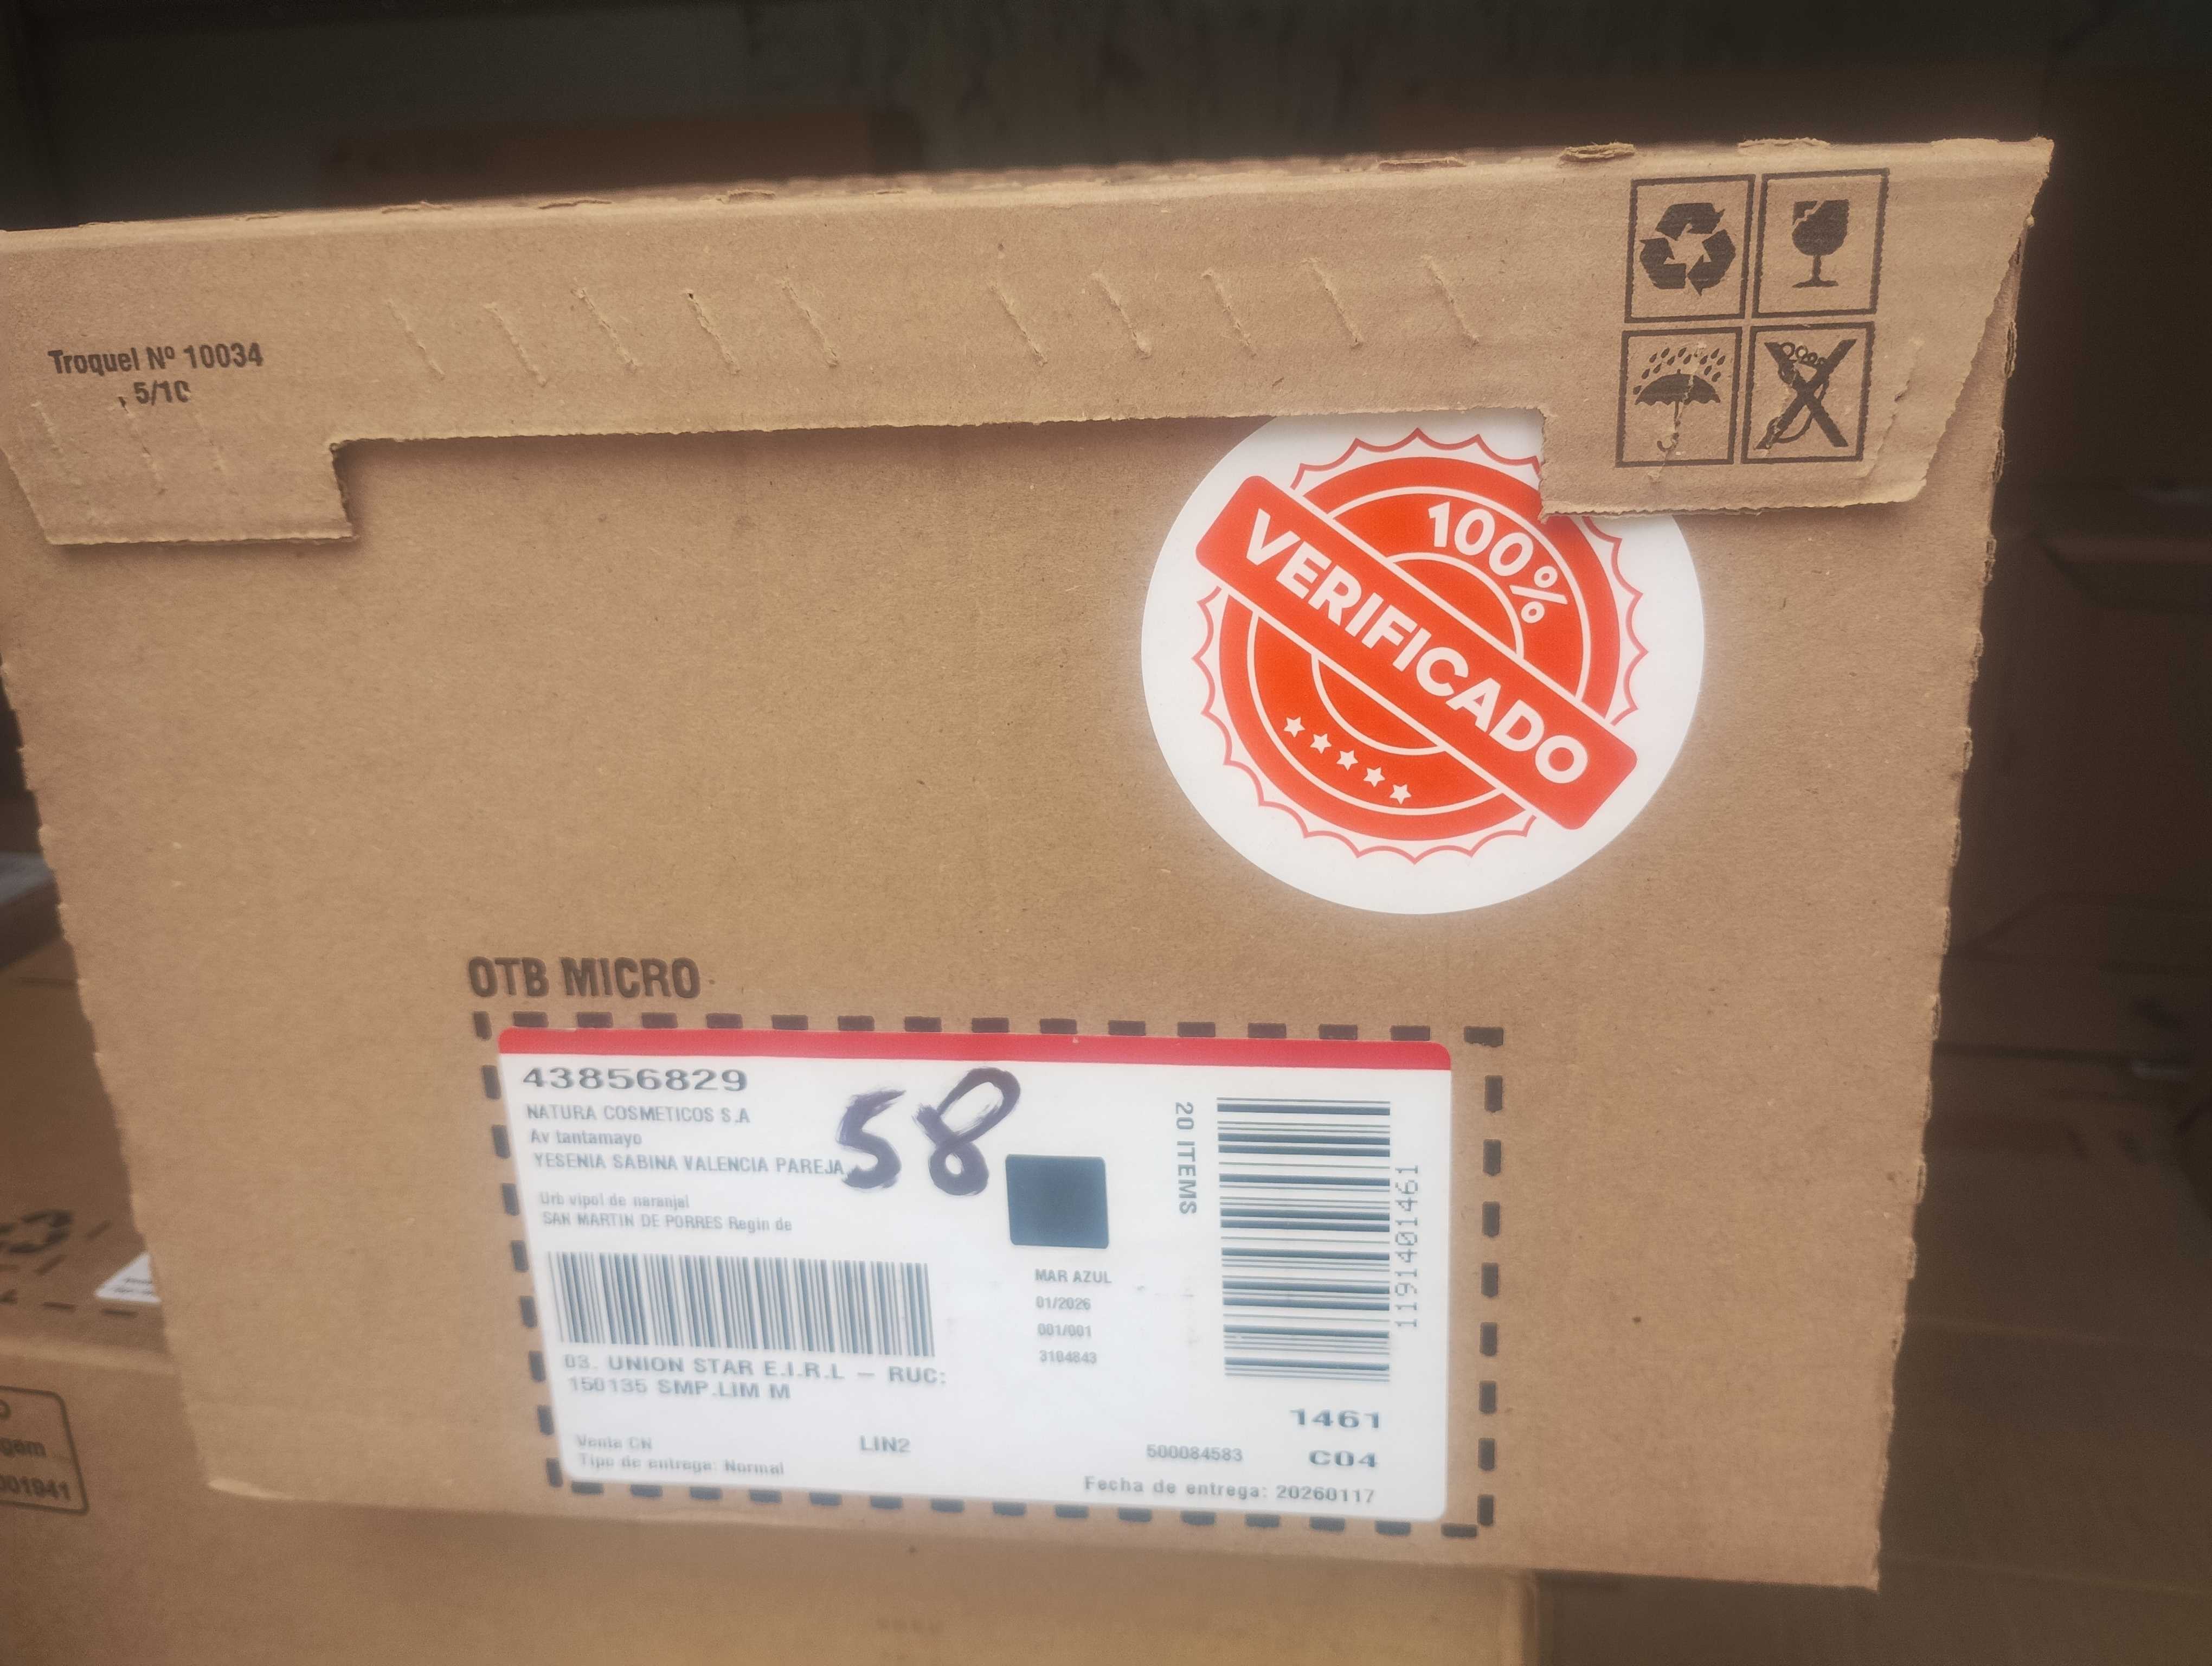 Troquel Nº 10034
5/10
100%
VERIFICADO
OTB MICRO
43856829
NATURA COSMETICOS S.A
Av tantamayo
YESENIA SABINA VALENCIA PAREJA
58
Urb vipol de naranjal
SAN MARTIN DE PORRES Regin de
20 ITEMS
1191401461
MAR AZUL
01/2026
001/001
3184843
03. UNION STAR E.I.R.L – RUC:
150135 SMP.LIM M
1461
Venta CN
LIN2
500084583
C04
Tipo de entrega: Normal
Fecha de entrega: 20260117
001941